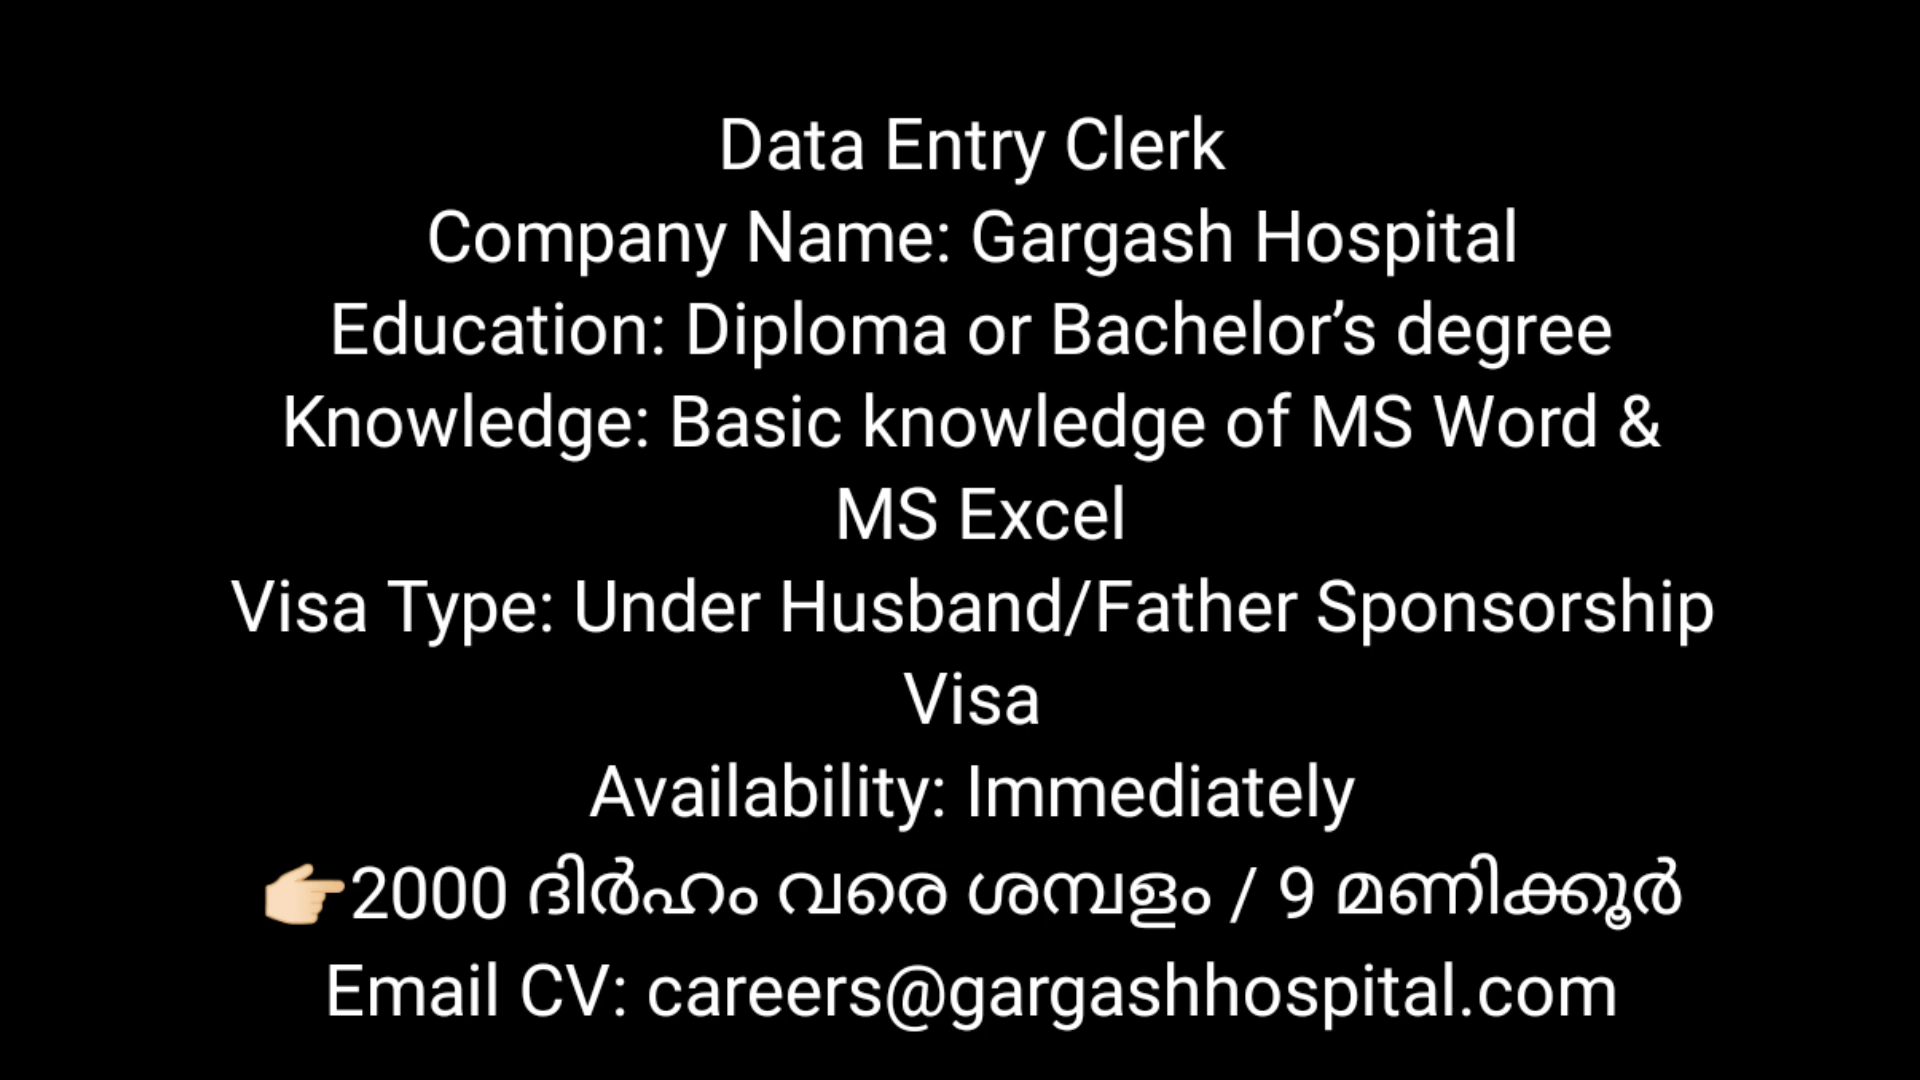 Data Entry Clerk
Company Name: Gargash Hospital
Education: Diploma or Bachelor’s degree
Knowledge: Basic knowledge of MS Word &
MS Excel
Visa Type: Under Husband/Father Sponsorship
Visa
Availability: Immediately
👉🏼2000 ദിർഹം വരെ ശമ്പളം / 9 മണിക്കൂർ
Email CV: careers@gargashhospital.com